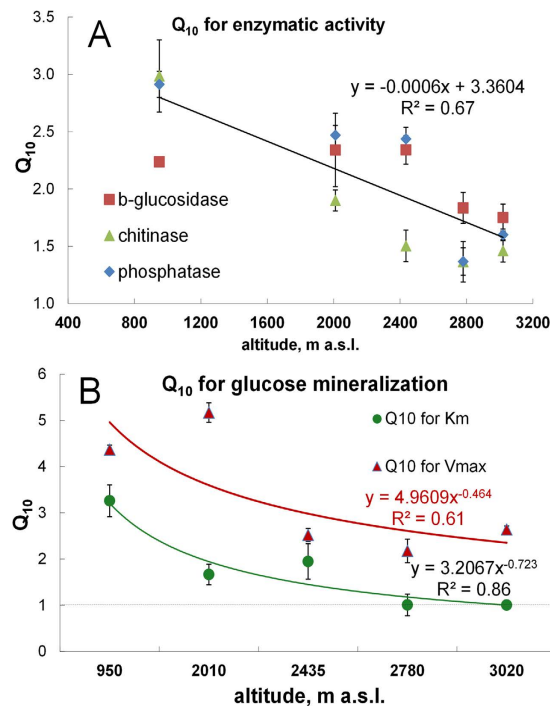 A
Q10 for enzymatic activity
3.5
3.0
2.5
2.0
1.5
1.0
Q10
y = -0.0006x + 3.3604
R² = 0.67
b-glucosidase
chitinase
phosphatase
400
800
1200
1600
2000
2400
2800
3200
altitude, m a.s.l.
B
Q10 for glucose mineralization
6
5
4
3
2
1
0
Q10
Q10 for Km
Q10 for Vmax
y = 4.9609x^-0.464
R² = 0.61
y = 3.2067x^-0.723
R² = 0.86
950
2010
2435
2780
3020
altitude, m a.s.l.